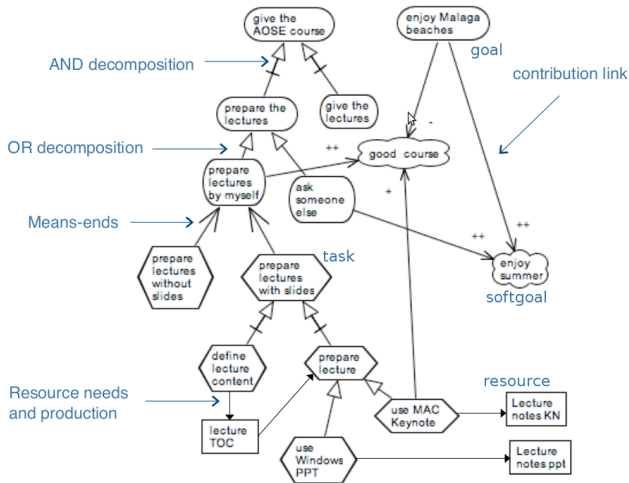 give the
AOSE course
enjoy Malaga
beaches
goal
AND decomposition
contribution link
prepare the
lectures
give the
lectures
-
OR decomposition
++
good course
prepare
lectures
by myself
ask
someone
else
+
Means-ends
++
++
prepare
lectures
without
slides
prepare
lectures
with slides
task
enjoy
summer
softgoal
define
lecture
content
prepare
lecture
Resource needs
and production
resource
use MAC
Keynote
Lecture
notes KN
lecture
TOC
use
Windows
PPT
Lecture
notes ppt